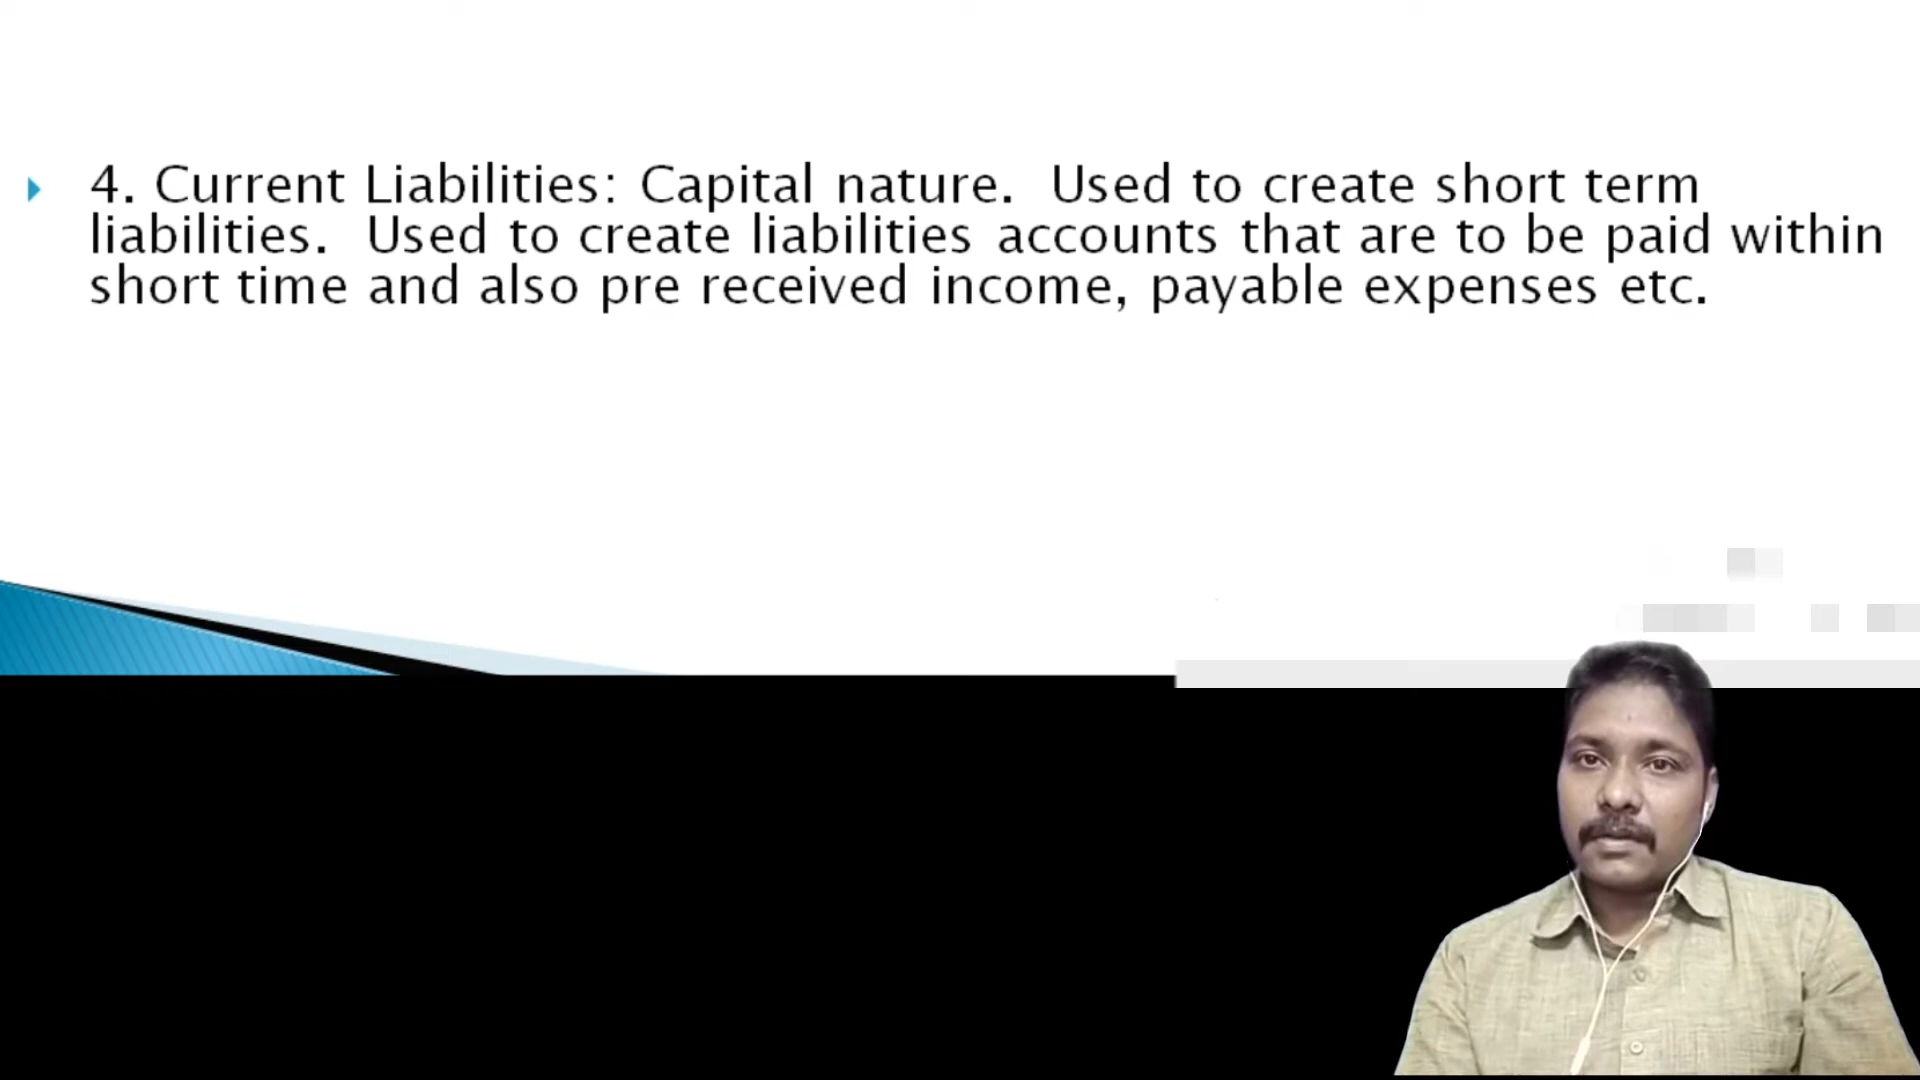 4. Current Liabilities: Capital nature.  Used to create short term
liabilities.  Used to create liabilities accounts that are to be paid within
short time and also pre received income, payable expenses etc.